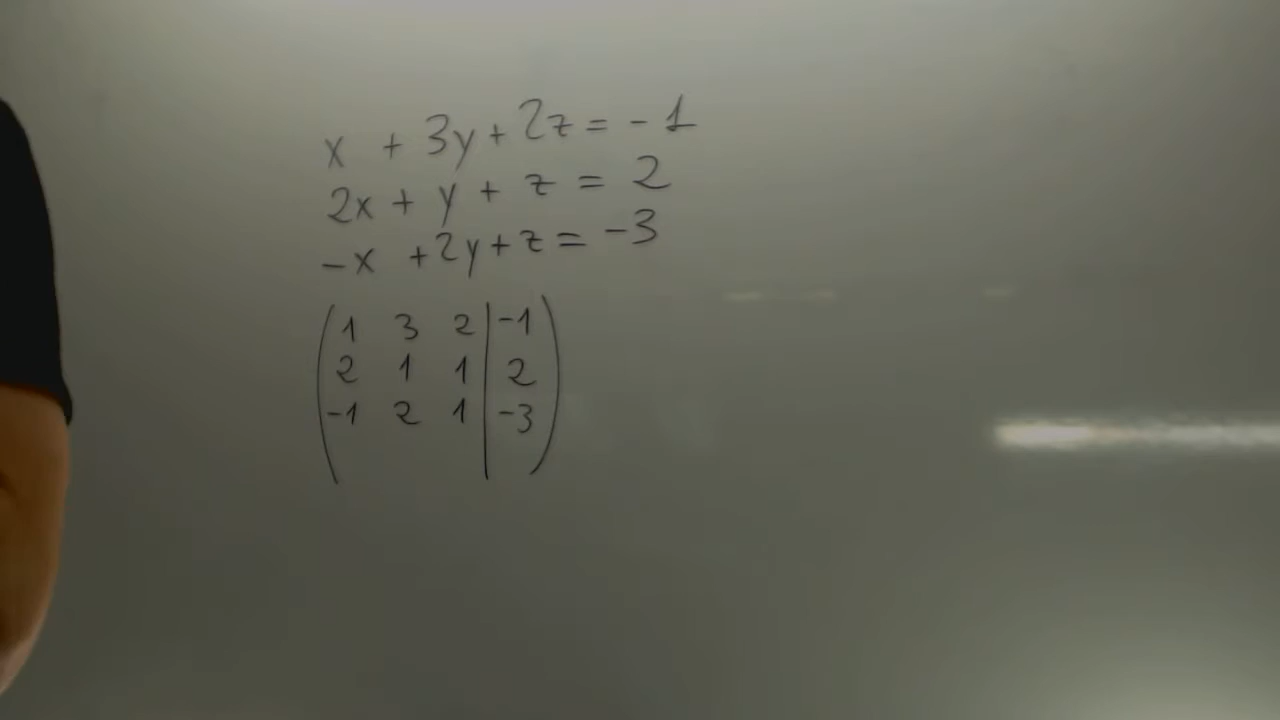 x + 3y + 2z = -1
2x + y + z = 2
-x + 2y + z = -3
1 3 2 | -1
2 1 1 | 2
-1 2 1 | -3